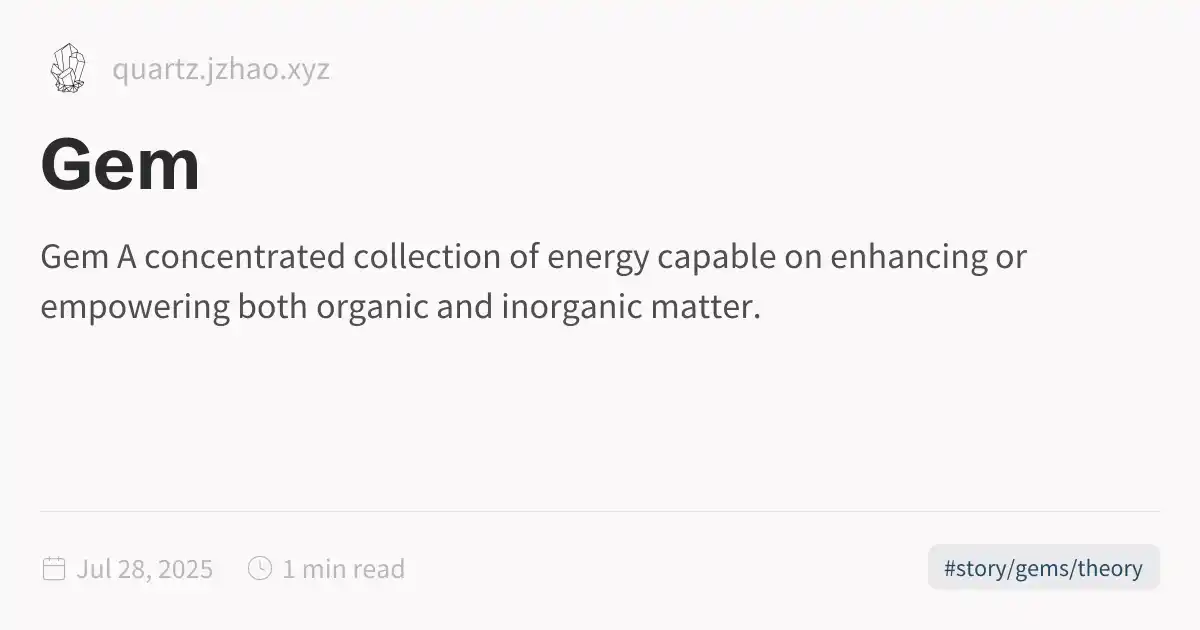 quartz.jzhao.xyz
Gem
Gem A concentrated collection of energy capable on enhancing or
empowering both organic and inorganic matter.
Jul 28, 2025 1 min read #story/gems/theory